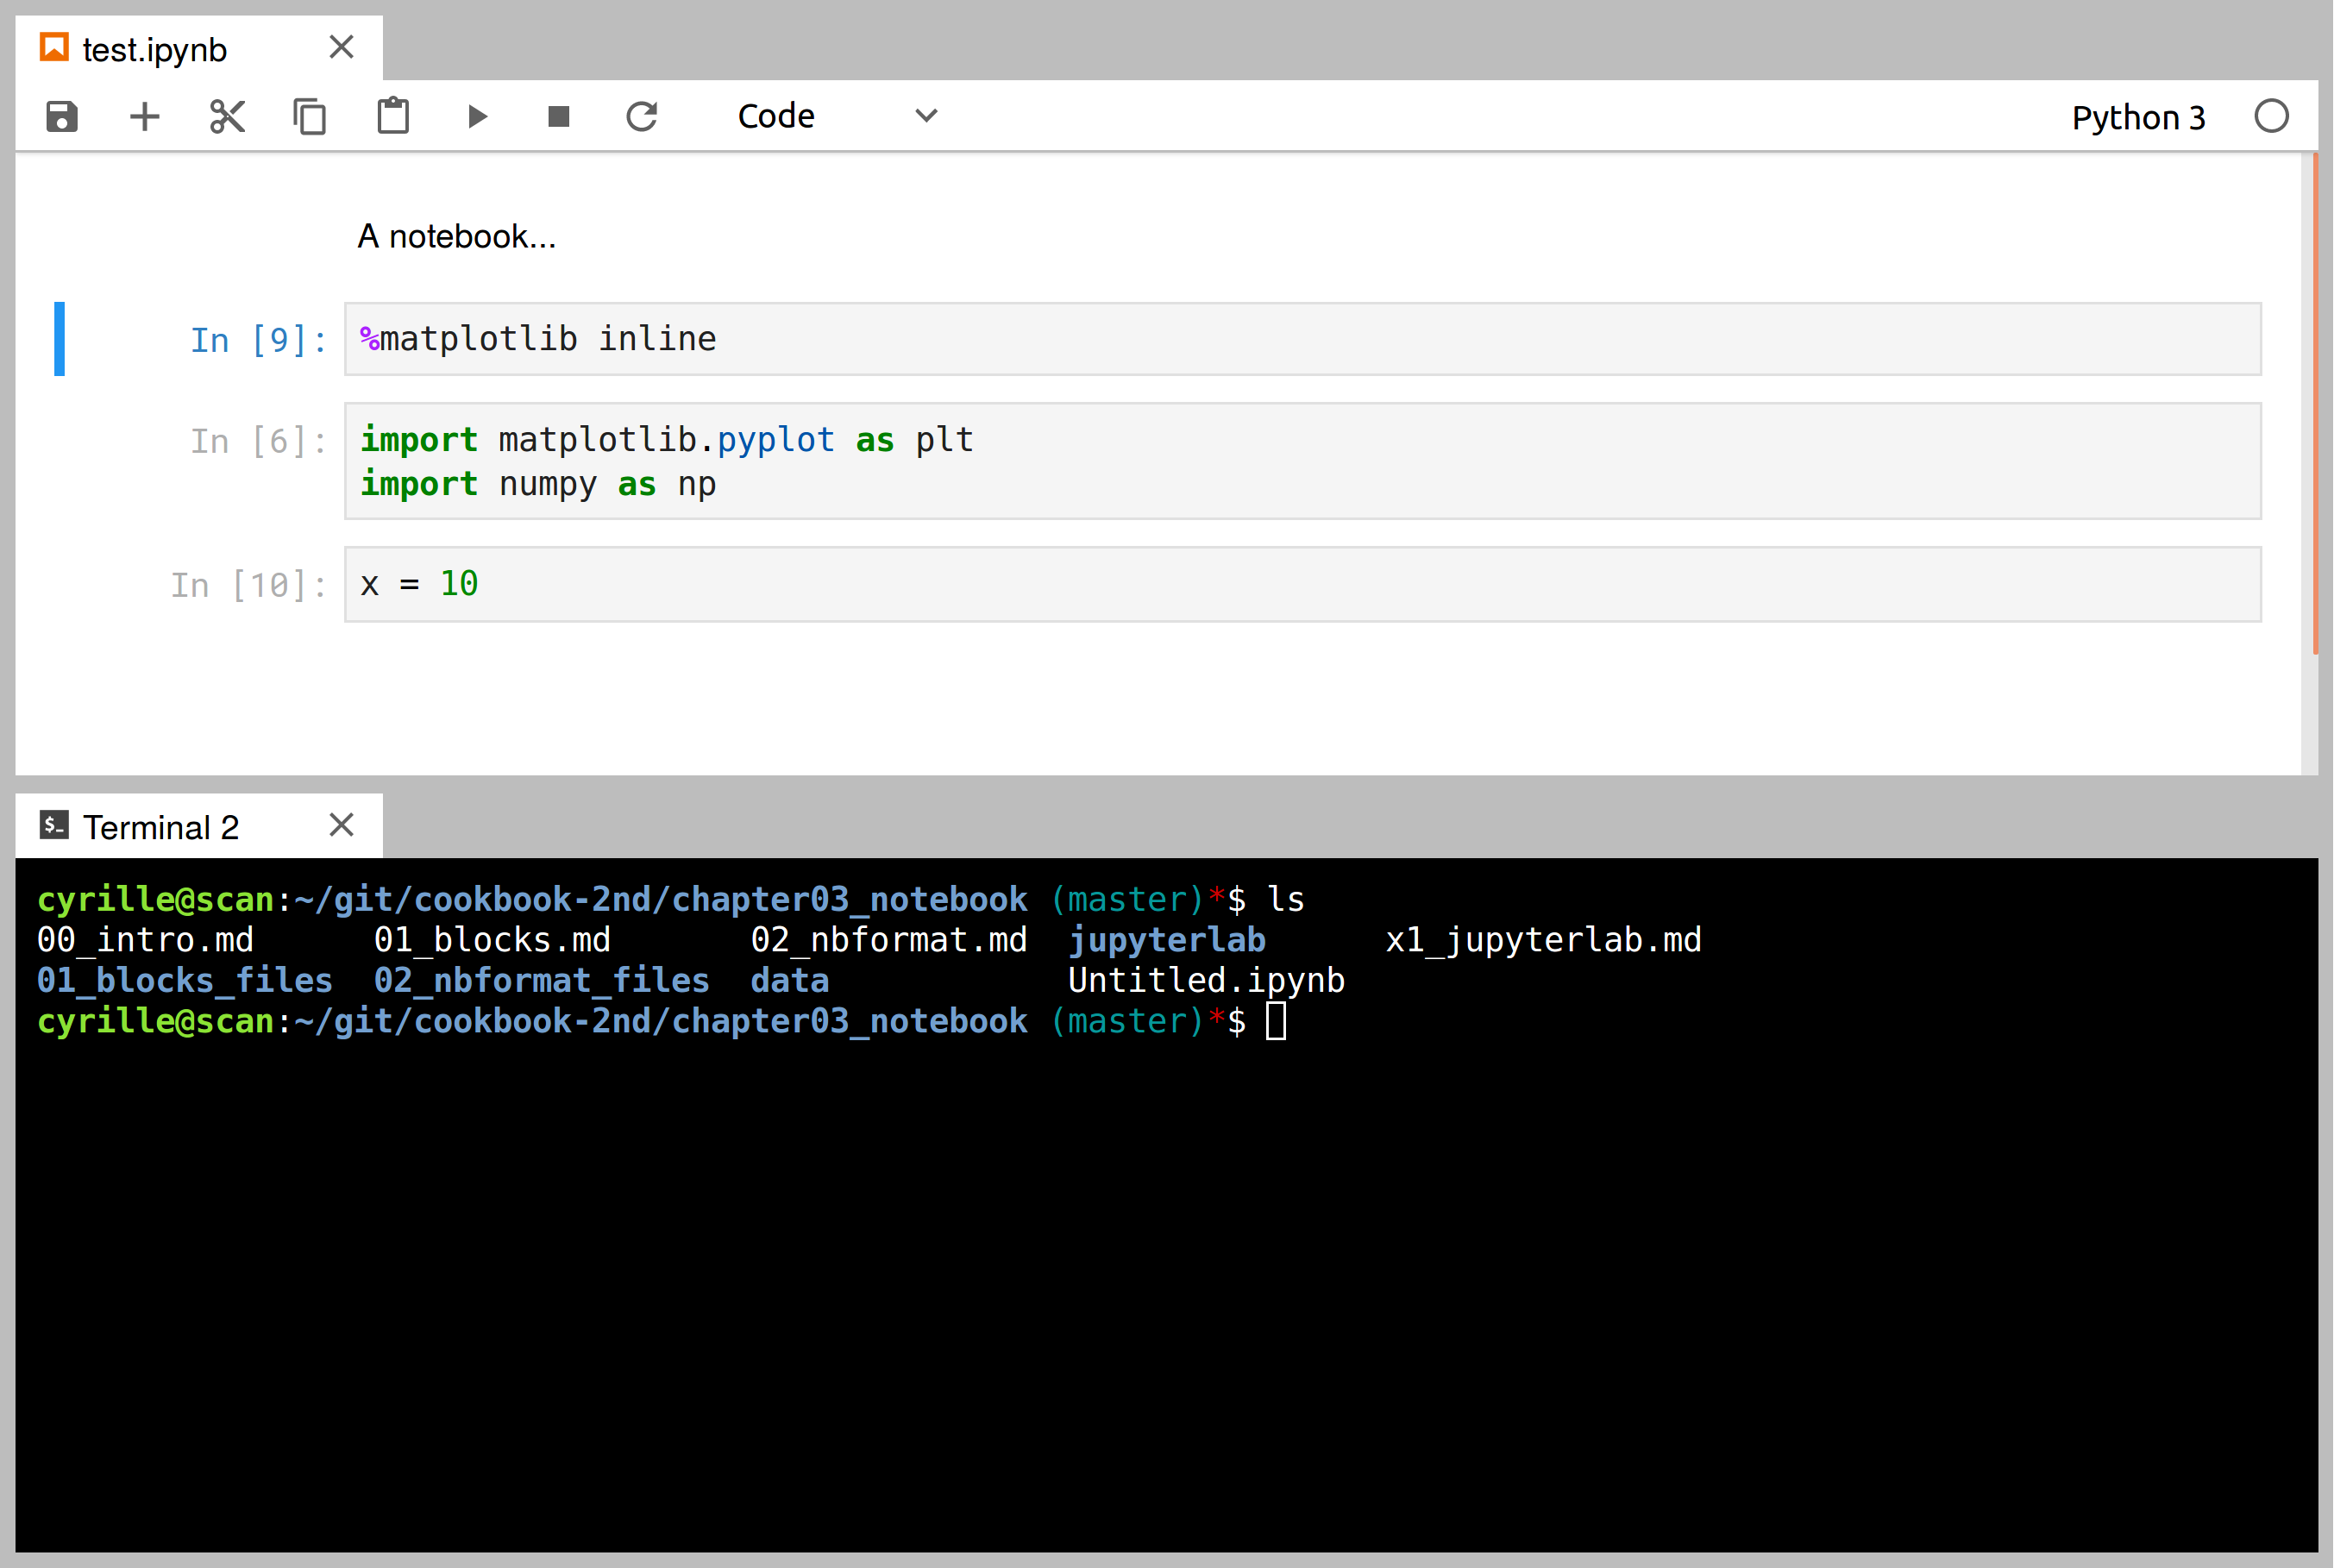 test.ipynb
Code Python 3
A notebook...
In [9]: %matplotlib inline
In [6]: import matplotlib.pyplot as plt
import numpy as np
In [10]: x = 10
$_ Terminal 2
cyrille@scan:~/git/cookbook-2nd/chapter03_notebook (master)*$ ls
00_intro.md 01_blocks.md 02_nbformat.md jupyterlab x1_jupyterlab.md
01_blocks_files 02_nbformat_files data Untitled.ipynb
cyrille@scan:~/git/cookbook-2nd/chapter03_notebook (master)*$